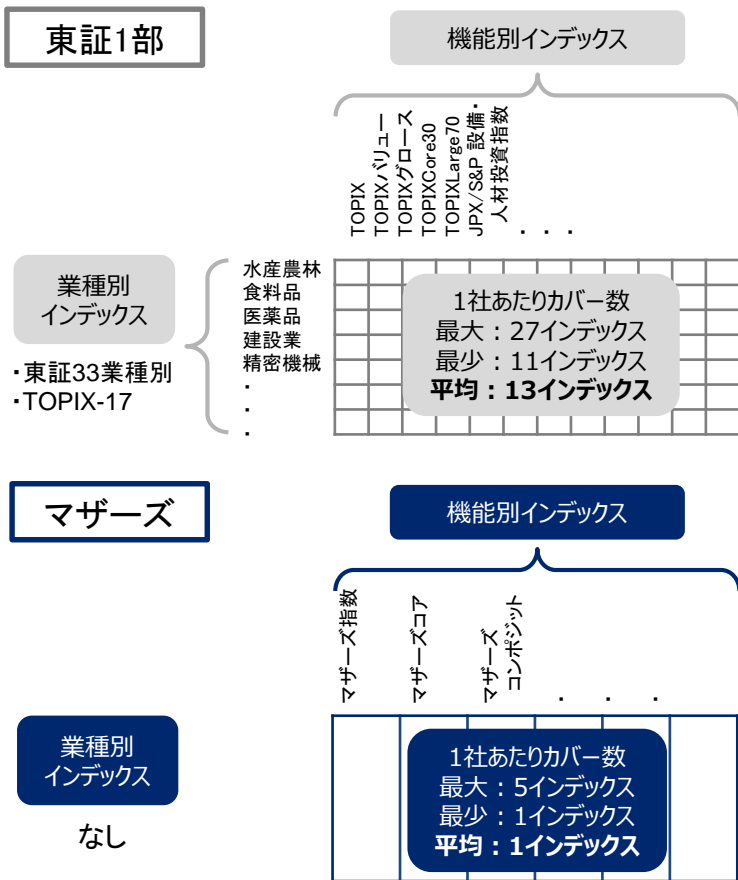 東証1部
機能別インデックス
TOPIX
TOPIXバリュー
TOPIXグロース
TOPIXCore30
TOPIXLarge70
JPX/S&P 設備・
人材投資指数
・・・
業種別
インデックス
・東証33業種別
・TOPIX-17
水産農林
食料品
医薬品
建設業
精密機械
・
・
・
1社あたりカバー数
最大：27インデックス
最少：11インデックス
平均：13インデックス
マザーズ
機能別インデックス
マザーズ指数
マザーズコア
マザーズ
コンポジット
・・・
業種別
インデックス
なし
1社あたりカバー数
最大：5インデックス
最少：1インデックス
平均：1インデックス